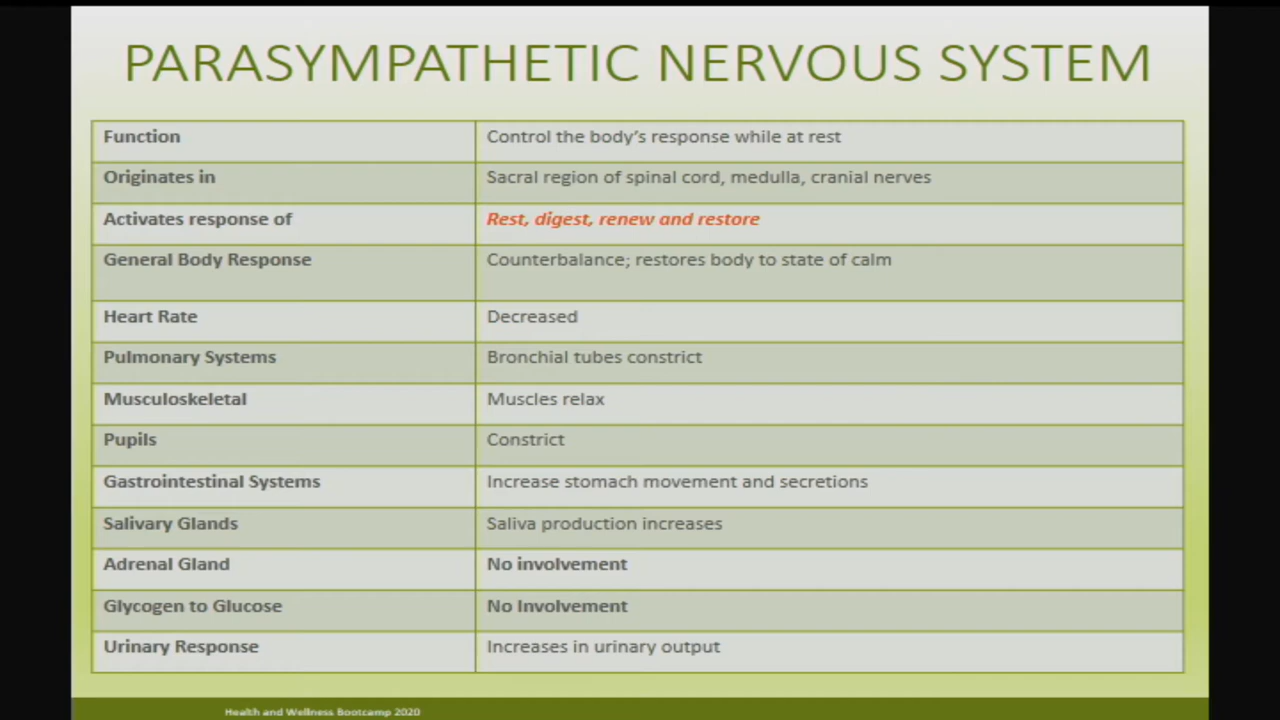 PARASYMPATHETIC NERVOUS SYSTEM
Function Control the body's response while at rest
Originates in Sacral region of spinal cord, medulla, cranial nerves
Activates response of Rest, digest, renew and restore
General Body Response Counterbalance; restores body to state of calm
Heart Rate Decreased
Pulmonary Systems Bronchial tubes constrict
Musculoskeletal Muscles relax
Pupils Constrict
Gastrointestinal Systems Increase stomach movement and secretions
Salivary Glands Saliva production increases
Adrenal Gland No involvement
Glycogen to Glucose No Involvement
Urinary Response Increases in urinary output
Health and Wellness Bootcamp 2020